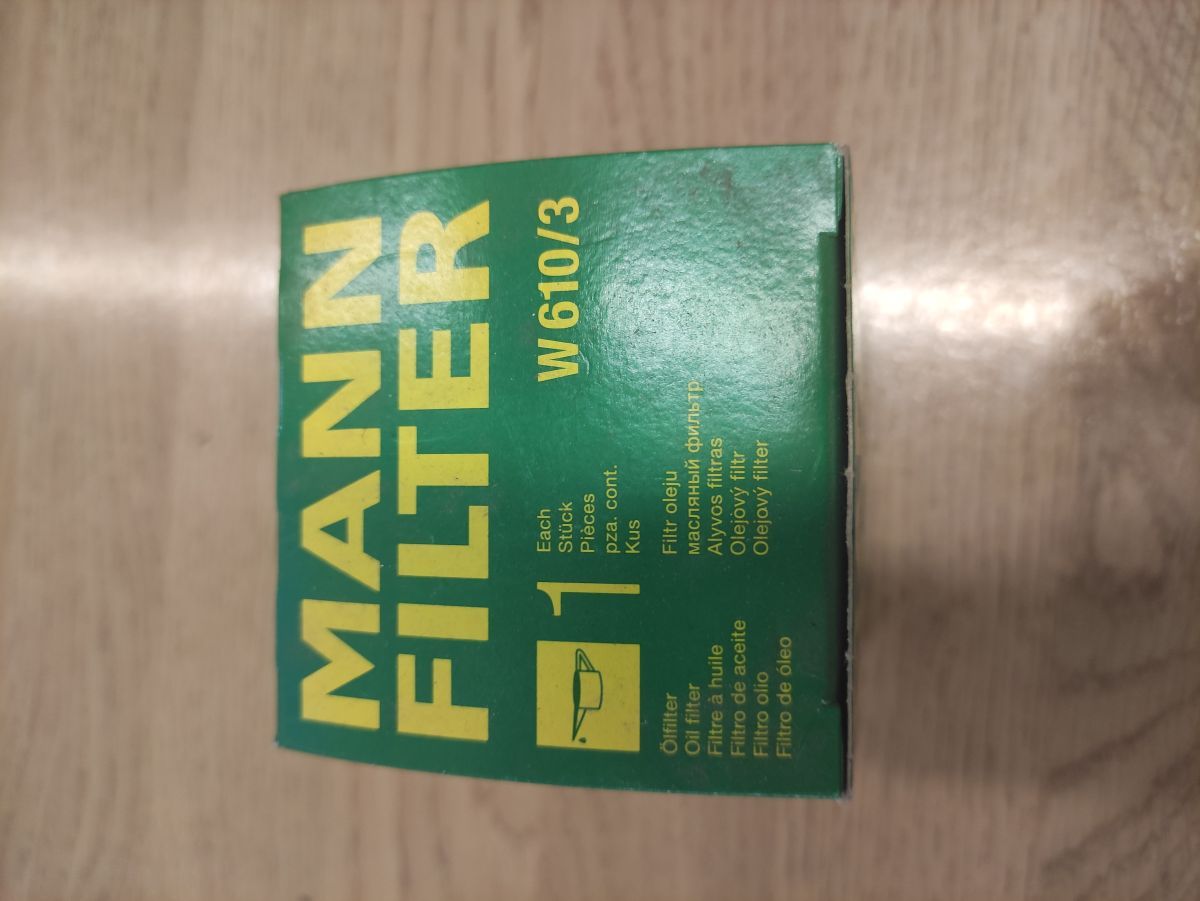 MANN
FILTER
W 610/3
1
Each
Stück
Pièces
pza. cont.
Kus
Ölfilter
Oil filter
Filtre à huile
Filtro de aceite
Filtro olio
Filtro de óleo
Filtr oleju
масляный фильтр
Alyvos filtras
Olejový filtr
Olejový filter